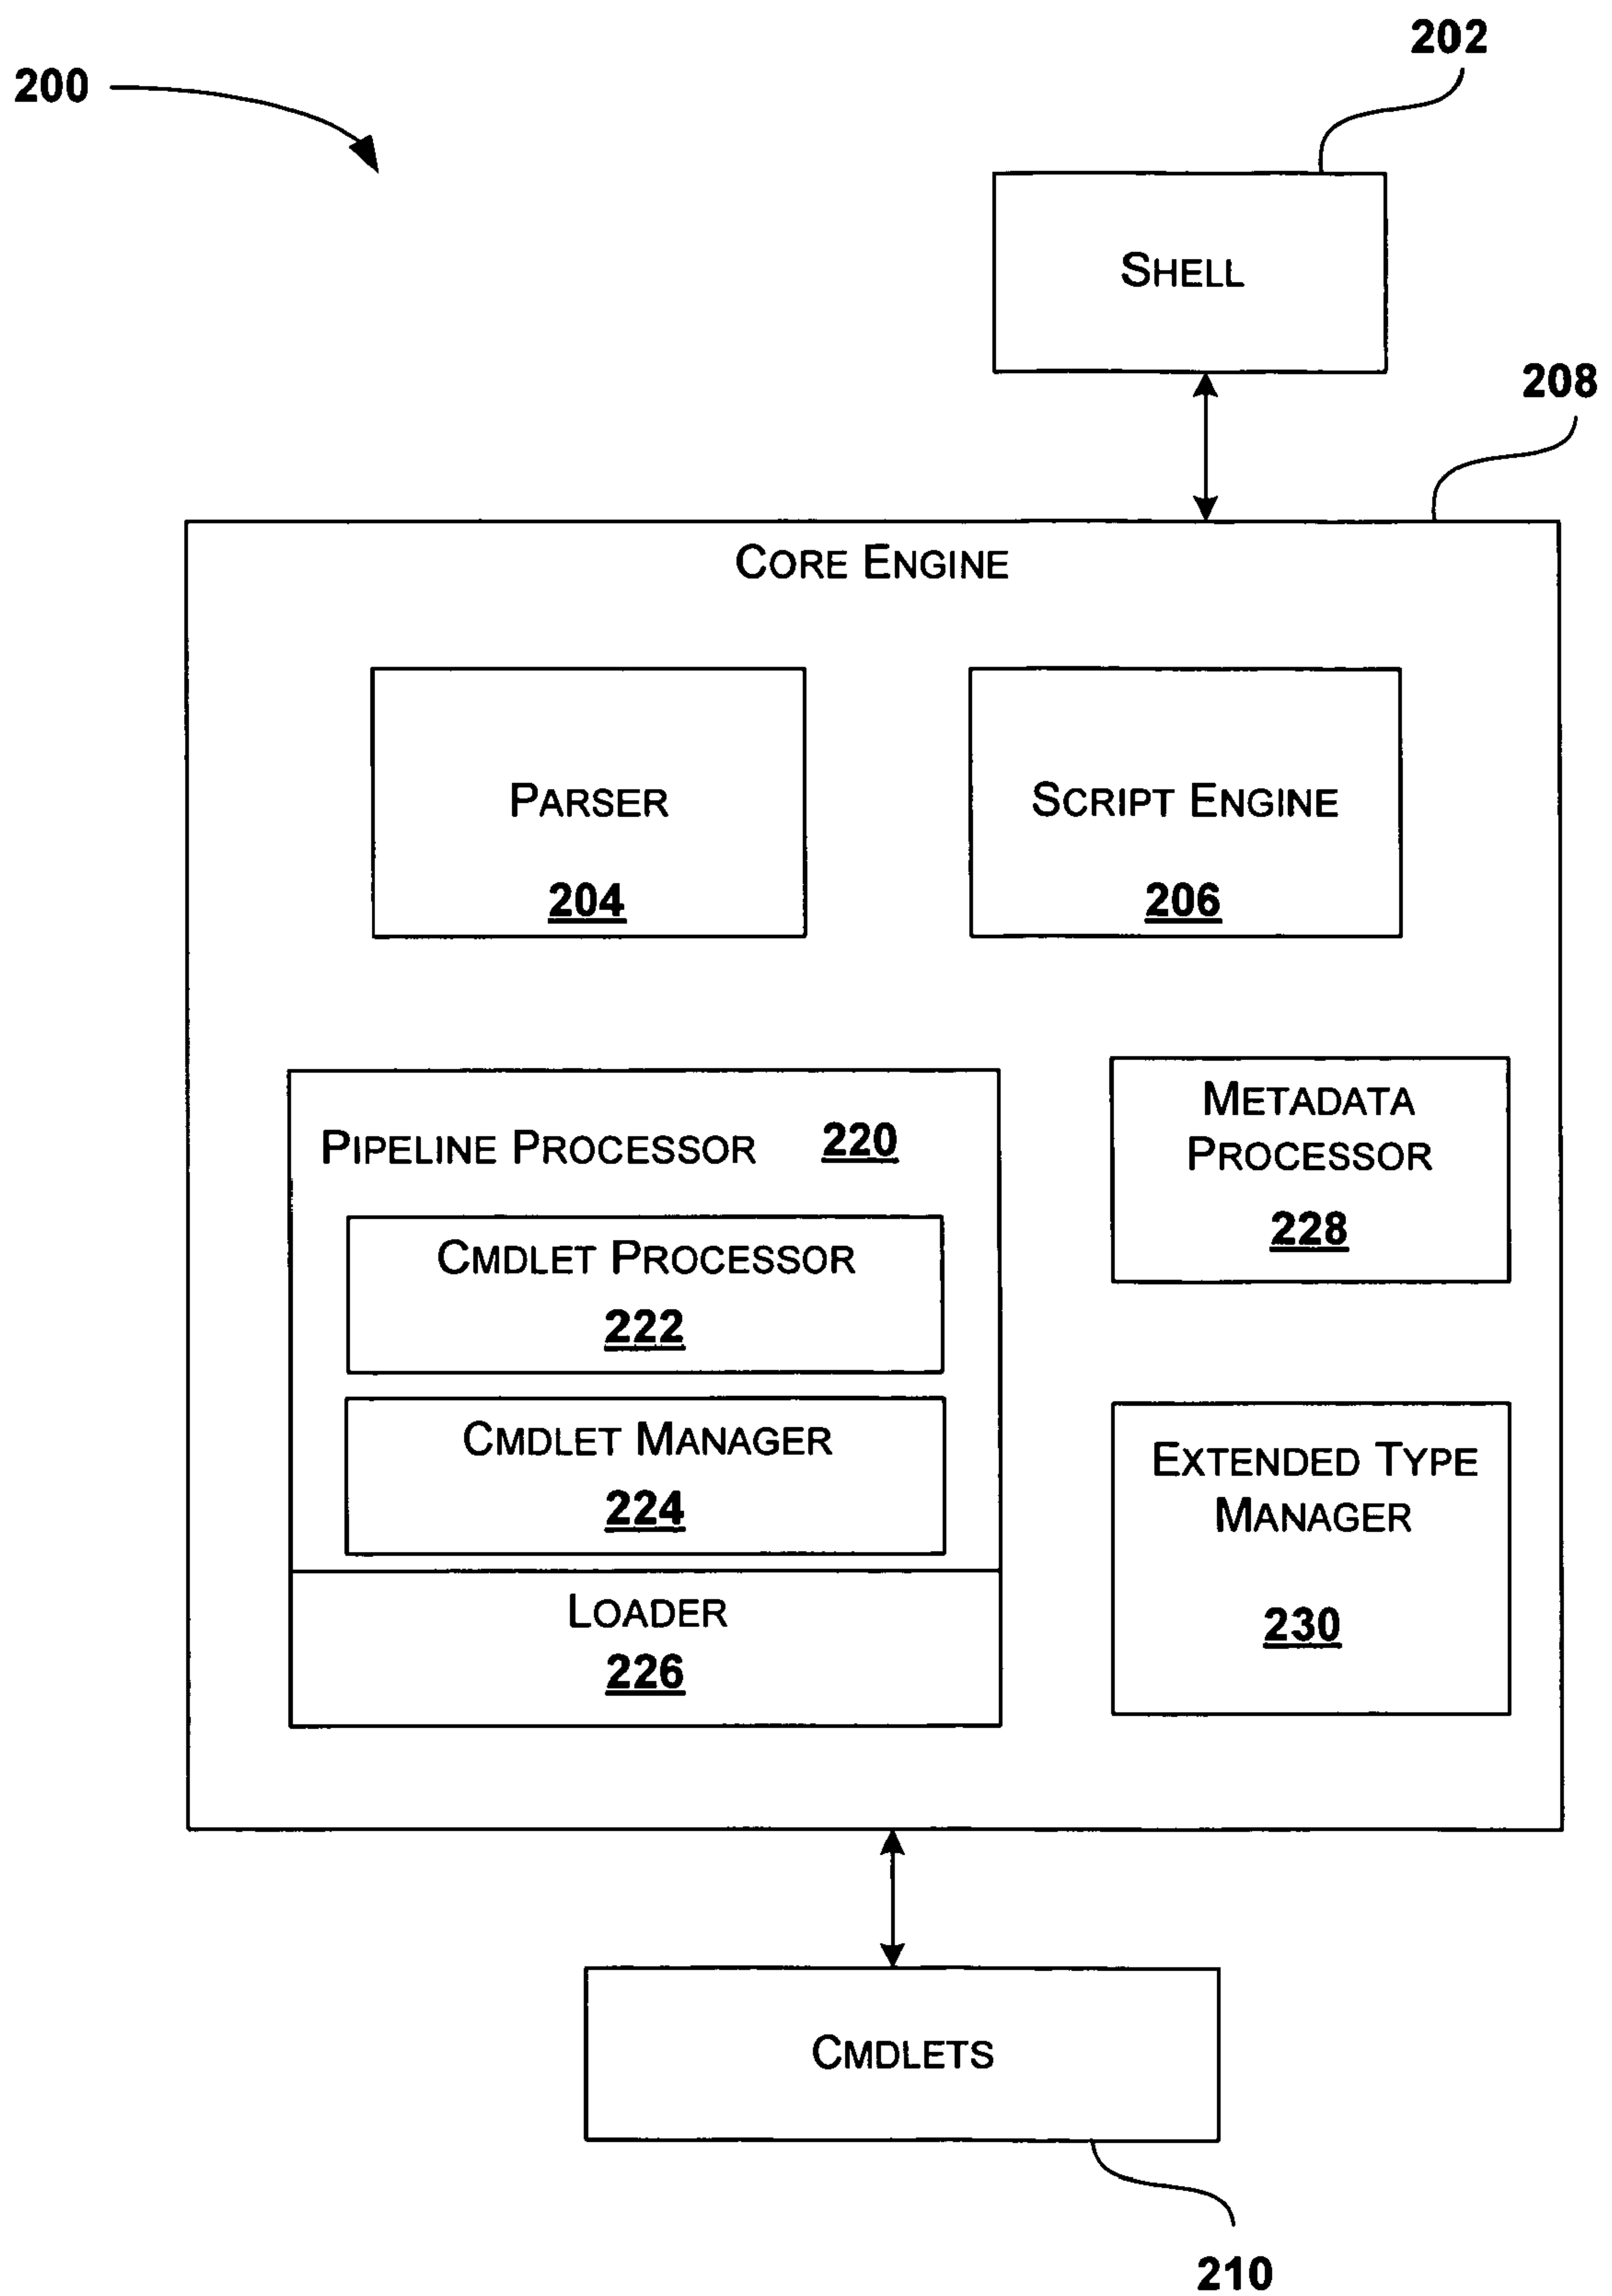 202
200
SHELL
208
CORE ENGINE
PARSER
204
SCRIPT ENGINE
206
PIPELINE PROCESSOR 220
CMDLET PROCESSOR
222
CMDLET MANAGER
224
LOADER
226
METADATA
PROCESSOR
228
EXTENDED TYPE
MANAGER
230
CMDLETS
210